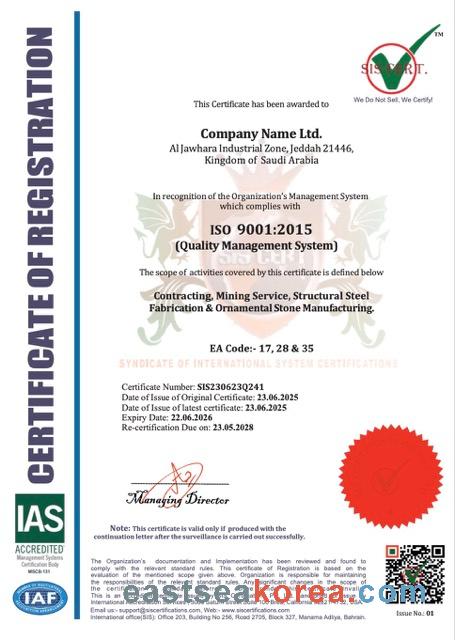 CERTIFICATE OF REGISTRATION
SIS CERT.
TM
We Do Not Sell, We Certify!
This Certificate has been awarded to
Company Name Ltd.
Al Jawhara Industrial Zone, Jeddah 21446,
Kingdom of Saudi Arabia
In recognition of the Organization's Management System
which complies with
ISO 9001:2015
(Quality Management System)
SIS CERT
The scope of activities covered by this certificate is defined below
Contracting, Mining Service, Structural Steel
Fabrication & Ornamental Stone Manufacturing.
EA Code:- 17, 28 & 35
SYNDICATE OF INTERNATIONAL SYSTEM CERTIFICATIONS
Certificate Number: SIS230623Q241
Date of Issue of Original Certificate: 23.06.2025
Date of Issue of latest certificate: 23.06.2025
Expiry Date: 22.06.2026
Re-certification Due on: 23.05.2028
Managing Director
Note: This certificate is valid only if produced with the
continuation letter after the surveillance is carried out successfully.
IAS
ACCREDITED
Management Systems
Certification Body
MSCB-131
IAF
The Organization's documentation and Implementation has been reviewed and found to
comply with the relevant standard rules. This certificate of Registration is based on the
evaluation of the mentioned scope given above. Organization is responsible for maintaining
the responsibilities of the relevant standard rules. Any significant changes in the scope of
the
This is an
International
Email us:- support@siscertifications.com, Web:- www.siscertifications.com
International office(SIS): Office 203, Building 256, Road 2705, Block 327, Manama Adliya, Bahrain.
eastseakorea.com
Issue No.: 01